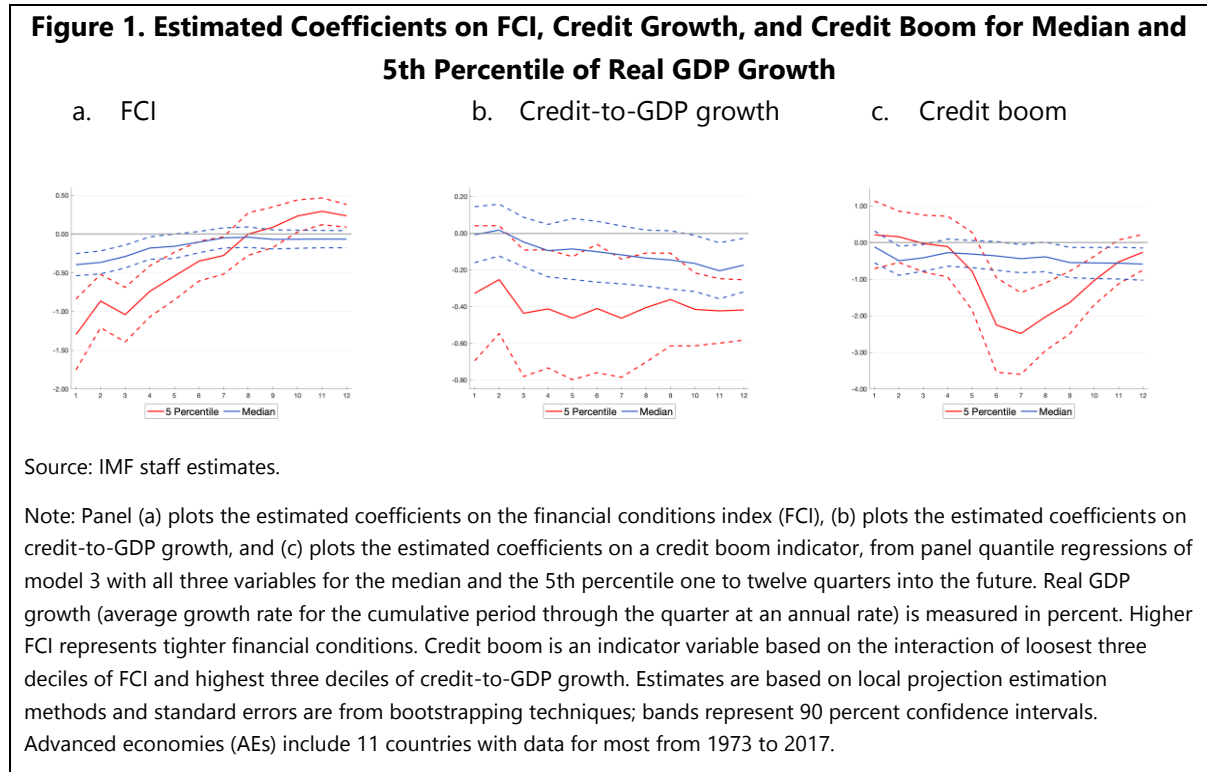 Figure 1. Estimated Coefficients on FCI, Credit Growth, and Credit Boom for Median and
5th Percentile of Real GDP Growth
a. FCI
b. Credit-to-GDP growth
c. Credit boom
0.50
0.00
-0.50
-1.00
-1.50
-2.00
1 2 3 4 5 6 7 8 9 10 11 12
5 Percentile Median
0.20
0.00
-0.20
-0.40
-0.60
-0.80
1 2 3 4 5 6 7 8 9 10 11 12
5 Percentile Median
1.00
0.00
-1.00
-2.00
-3.00
-4.00
1 2 3 4 5 6 7 8 9 10 11 12
5 Percentile Median
Source: IMF staff estimates.
Note: Panel (a) plots the estimated coefficients on the financial conditions index (FCI), (b) plots the estimated coefficients on
credit-to-GDP growth, and (c) plots the estimated coefficients on a credit boom indicator, from panel quantile regressions of
model 3 with all three variables for the median and the 5th percentile one to twelve quarters into the future. Real GDP
growth (average growth rate for the cumulative period through the quarter at an annual rate) is measured in percent. Higher
FCI represents tighter financial conditions. Credit boom is an indicator variable based on the interaction of loosest three
deciles of FCI and highest three deciles of credit-to-GDP growth. Estimates are based on local projection estimation
methods and standard errors are from bootstrapping techniques; bands represent 90 percent confidence intervals.
Advanced economies (AEs) include 11 countries with data for most from 1973 to 2017.